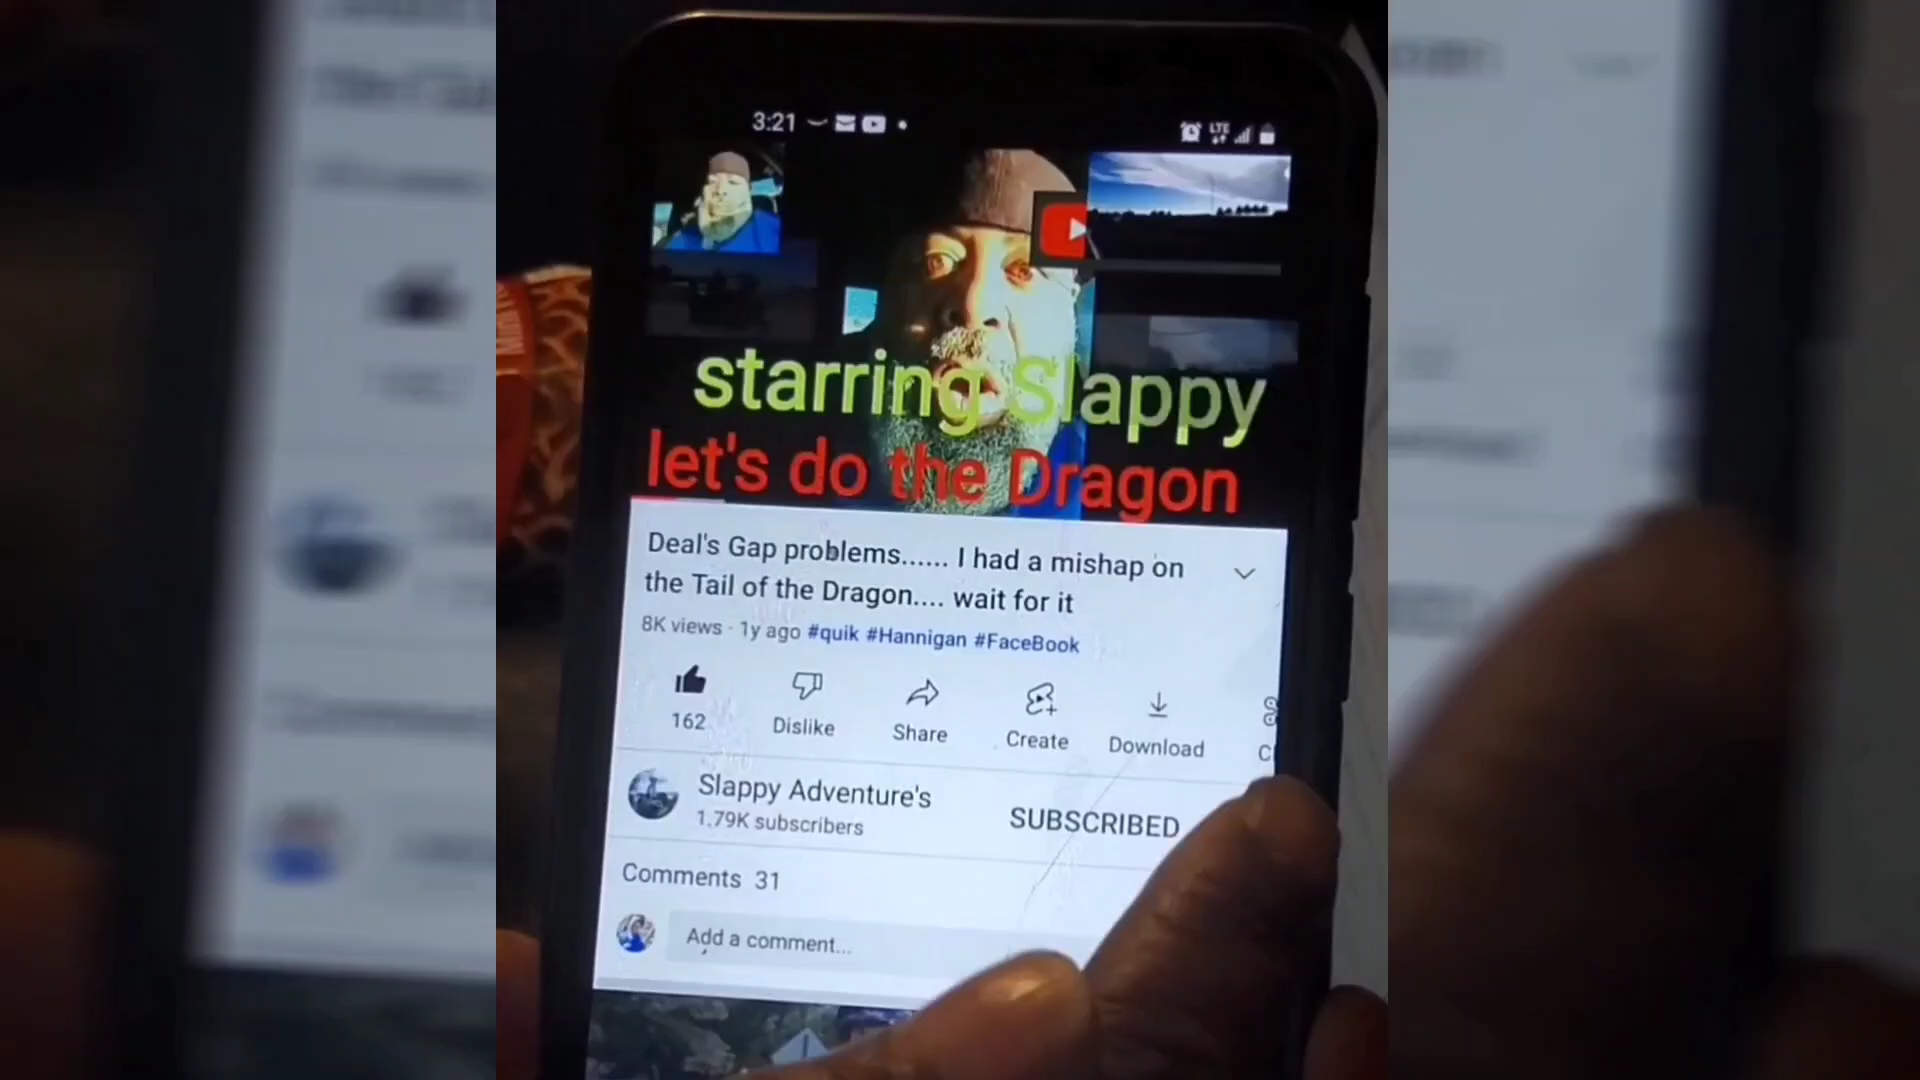 3:21
LTE
starring Slappy
let's do the Dragon
Deal's Gap problems...... I had a mishap on
the Tail of the Dragon.... wait for it
8K views · 1y ago #quik #Hannigan #FaceBook
162
Dislike
Share
Create
Download
Slappy Adventure's
1.79K subscribers
SUBSCRIBED
Comments 31
Add a comment...